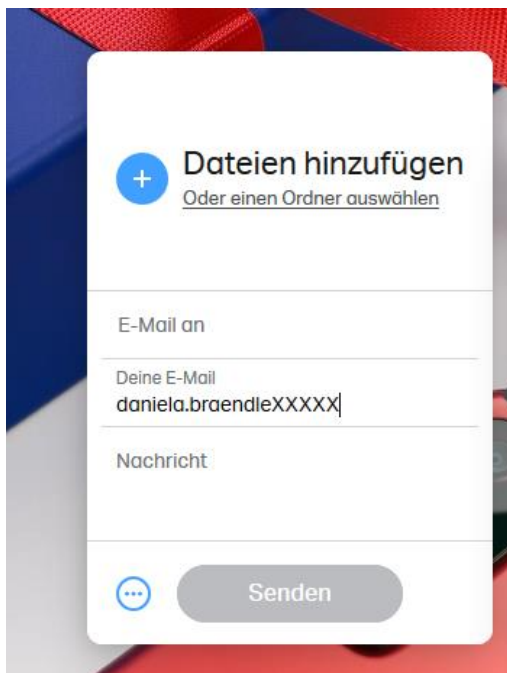 Dateien hinzufügen
Oder einen Ordner auswählen
E-Mail an
Deine E-Mail
daniela.braendleXXXXX
Nachricht
Senden